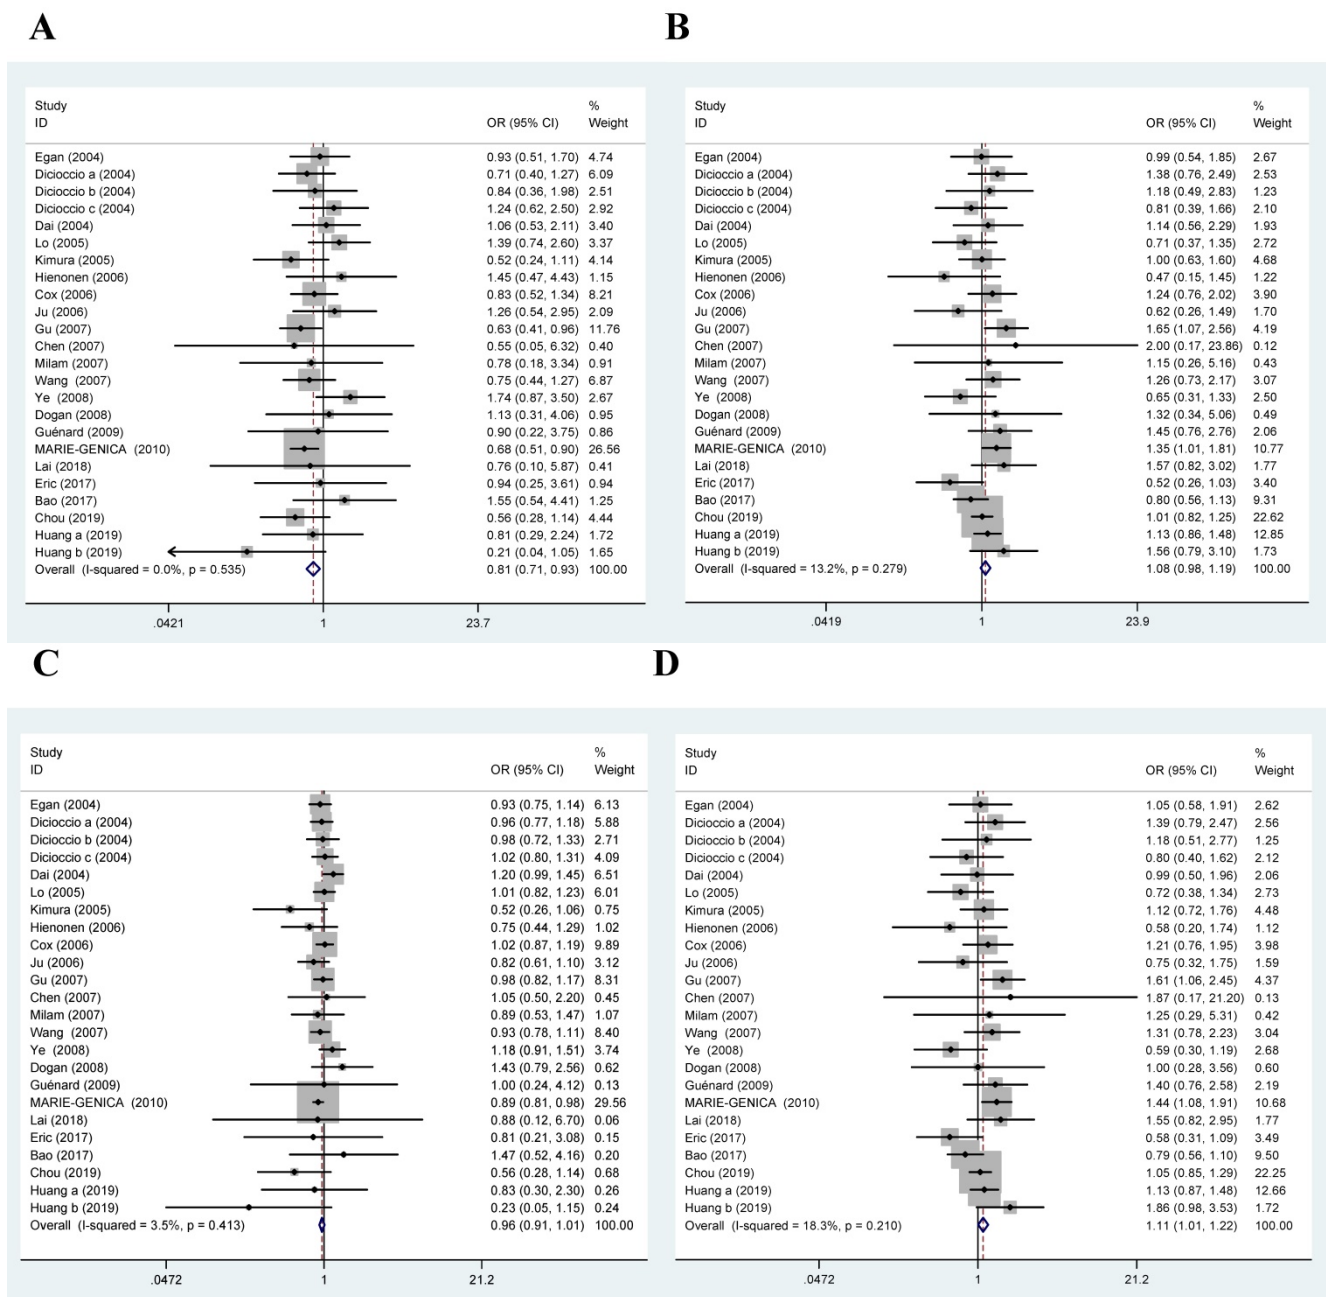 A
Study %
ID OR (95% CI) Weight
Egan (2004) 0.93 (0.51, 1.70) 4.74
Dicioccio a (2004) 0.71 (0.40, 1.27) 6.09
Dicioccio b (2004) 0.84 (0.36, 1.98) 2.51
Dicioccio c (2004) 1.24 (0.62, 2.50) 2.92
Dai (2004) 1.06 (0.53, 2.11) 3.40
Lo (2005) 1.39 (0.74, 2.60) 3.37
Kimura (2005) 0.52 (0.24, 1.11) 4.14
Hienonen (2006) 1.45 (0.47, 4.43) 1.15
Cox (2006) 0.83 (0.52, 1.34) 8.21
Ju (2006) 1.26 (0.54, 2.95) 2.09
Gu (2007) 0.63 (0.41, 0.96) 11.76
Chen (2007) 0.55 (0.05, 6.32) 0.40
Milam (2007) 0.78 (0.18, 3.34) 0.91
Wang (2007) 0.75 (0.44, 1.27) 6.87
Ye (2008) 1.74 (0.87, 3.50) 2.67
Dogan (2008) 1.13 (0.31, 4.06) 0.95
Guénard (2009) 0.90 (0.22, 3.75) 0.86
MARIE-GENICA (2010) 0.68 (0.51, 0.90) 26.56
Lai (2018) 0.76 (0.10, 5.87) 0.41
Eric (2017) 0.94 (0.25, 3.61) 0.94
Bao (2017) 1.55 (0.54, 4.41) 1.25
Chou (2019) 0.56 (0.28, 1.14) 4.44
Huang a (2019) 0.81 (0.29, 2.24) 1.72
Huang b (2019) 0.21 (0.04, 1.05) 1.65
Overall (I-squared = 0.0%, p = 0.535) 0.81 (0.71, 0.93) 100.00
.0421 1 23.7
B
Study %
ID OR (95% CI) Weight
Egan (2004) 0.99 (0.54, 1.85) 2.67
Dicioccio a (2004) 1.38 (0.76, 2.49) 2.53
Dicioccio b (2004) 1.18 (0.49, 2.83) 1.23
Dicioccio c (2004) 0.81 (0.39, 1.66) 2.10
Dai (2004) 1.14 (0.56, 2.29) 1.93
Lo (2005) 0.71 (0.37, 1.35) 2.72
Kimura (2005) 1.00 (0.63, 1.60) 4.68
Hienonen (2006) 0.47 (0.15, 1.45) 1.22
Cox (2006) 1.24 (0.76, 2.02) 3.90
Ju (2006) 0.62 (0.26, 1.49) 1.70
Gu (2007) 1.65 (1.07, 2.56) 4.19
Chen (2007) 2.00 (0.17, 23.86) 0.12
Milam (2007) 1.15 (0.26, 5.16) 0.43
Wang (2007) 1.26 (0.73, 2.17) 3.07
Ye (2008) 0.65 (0.31, 1.33) 2.50
Dogan (2008) 1.32 (0.34, 5.06) 0.49
Guénard (2009) 1.45 (0.76, 2.76) 2.06
MARIE-GENICA (2010) 1.35 (1.01, 1.81) 10.77
Lai (2018) 1.57 (0.82, 3.02) 1.77
Eric (2017) 0.52 (0.26, 1.03) 3.40
Bao (2017) 0.80 (0.56, 1.13) 9.31
Chou (2019) 1.01 (0.82, 1.25) 22.62
Huang a (2019) 1.13 (0.86, 1.48) 12.85
Huang b (2019) 1.56 (0.79, 3.10) 1.73
Overall (I-squared = 13.2%, p = 0.279) 1.08 (0.98, 1.19) 100.00
.0419 1 23.9
C
Study %
ID OR (95% CI) Weight
Egan (2004) 0.93 (0.75, 1.14) 6.13
Dicioccio a (2004) 0.96 (0.77, 1.18) 5.88
Dicioccio b (2004) 0.98 (0.72, 1.33) 2.71
Dicioccio c (2004) 1.02 (0.80, 1.31) 4.09
Dai (2004) 1.20 (0.99, 1.45) 6.51
Lo (2005) 1.01 (0.82, 1.23) 6.01
Kimura (2005) 0.52 (0.26, 1.06) 0.75
Hienonen (2006) 0.75 (0.44, 1.29) 1.02
Cox (2006) 1.02 (0.87, 1.19) 9.89
Ju (2006) 0.82 (0.61, 1.10) 3.12
Gu (2007) 0.98 (0.82, 1.17) 8.31
Chen (2007) 1.05 (0.50, 2.20) 0.45
Milam (2007) 0.89 (0.53, 1.47) 1.07
Wang (2007) 0.93 (0.78, 1.11) 8.40
Ye (2008) 1.18 (0.91, 1.51) 3.74
Dogan (2008) 1.43 (0.79, 2.56) 0.62
Guénard (2009) 1.00 (0.24, 4.12) 0.13
MARIE-GENICA (2010) 0.89 (0.81, 0.98) 29.56
Lai (2018) 0.88 (0.12, 6.70) 0.06
Eric (2017) 0.81 (0.21, 3.08) 0.15
Bao (2017) 1.47 (0.52, 4.16) 0.20
Chou (2019) 0.56 (0.28, 1.14) 0.68
Huang a (2019) 0.83 (0.30, 2.30) 0.26
Huang b (2019) 0.23 (0.05, 1.15) 0.24
Overall (I-squared = 3.5%, p = 0.413) 0.96 (0.91, 1.01) 100.00
.0472 1 21.2
D
Study %
ID OR (95% CI) Weight
Egan (2004) 1.05 (0.58, 1.91) 2.62
Dicioccio a (2004) 1.39 (0.79, 2.47) 2.56
Dicioccio b (2004) 1.18 (0.51, 2.77) 1.25
Dicioccio c (2004) 0.80 (0.40, 1.62) 2.12
Dai (2004) 0.99 (0.50, 1.96) 2.06
Lo (2005) 0.72 (0.38, 1.34) 2.73
Kimura (2005) 1.12 (0.72, 1.76) 4.48
Hienonen (2006) 0.58 (0.20, 1.74) 1.12
Cox (2006) 1.21 (0.76, 1.95) 3.98
Ju (2006) 0.75 (0.32, 1.75) 1.59
Gu (2007) 1.61 (1.06, 2.45) 4.37
Chen (2007) 1.87 (0.17, 21.20) 0.13
Milam (2007) 1.25 (0.29, 5.31) 0.42
Wang (2007) 1.31 (0.78, 2.23) 3.04
Ye (2008) 0.59 (0.30, 1.19) 2.68
Dogan (2008) 1.00 (0.28, 3.56) 0.60
Guénard (2009) 1.40 (0.76, 2.58) 2.19
MARIE-GENICA (2010) 1.44 (1.08, 1.91) 10.68
Lai (2018) 1.55 (0.82, 2.95) 1.77
Eric (2017) 0.58 (0.31, 1.09) 3.49
Bao (2017) 0.79 (0.56, 1.10) 9.50
Chou (2019) 1.05 (0.85, 1.29) 22.25
Huang a (2019) 1.13 (0.87, 1.48) 12.66
Huang b (2019) 1.86 (0.98, 3.53) 1.72
Overall (I-squared = 18.3%, p = 0.210) 1.11 (1.01, 1.22) 100.00
.0472 1 21.2